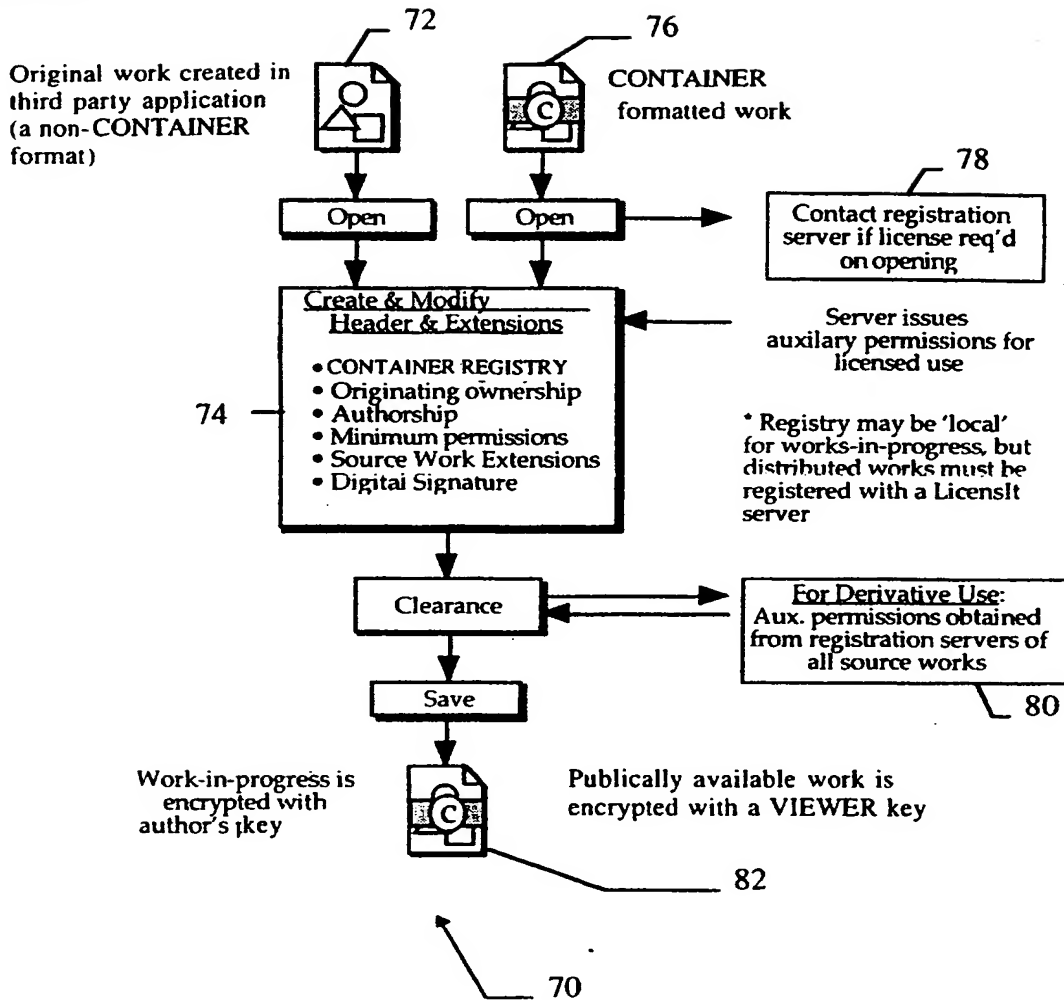 72
76
Original work created in
third party application
(a non-CONTAINER
format)
CONTAINER
formatted work
C
C
78
Open
Open
Contact registration
server if license req'd
on opening
Create & Modify
Header & Extensions
• CONTAINER REGISTRY
• Originating ownership
• Authorship
• Minimum permissions
• Source Work Extensions
• Digital Signature
74
Server issues
auxilary permissions for
licensed use
* Registry may be 'local'
for works-in-progress, but
distributed works must be
registered with a LicensIt
server
Clearance
For Derivative Use:
Aux. permissions obtained
from registration servers of
all source works
80
Save
Work-in-progress is
encrypted with
author's key
Publically available work is
encrypted with a VIEWER key
82
70